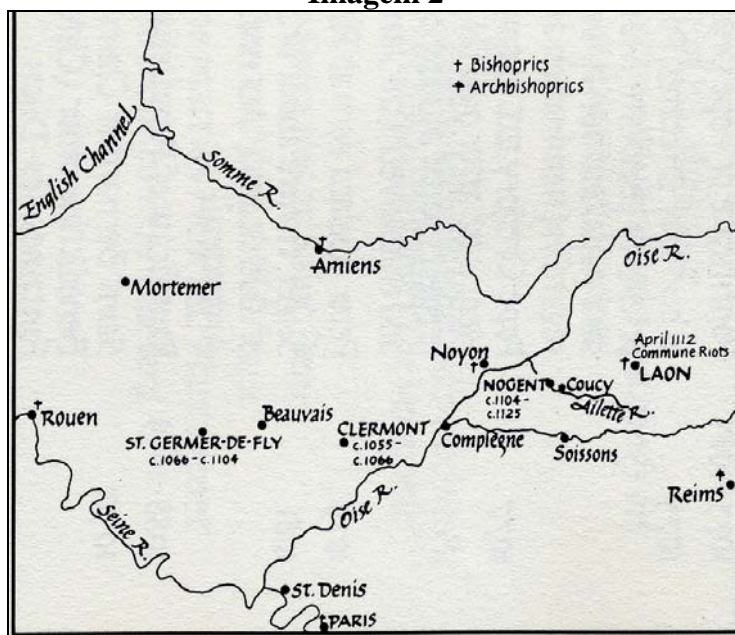 Imagem 2
† Bishoprics
‡ Archbishoprics
English Channel
Somme R.
Amiens
Oise R.
Mortemer
April 1112
Commune Riots
LAON
Noyon
NOGENT
c.1104-
c.1125
Coucy
Ailette R.
Rouen
Beauvais
ST. GERMER-DE-FLY
c.1066-c.1104
CLERMONT
c.1055-
c.1066
Compiègne
Soissons
Reims
Oise R.
Seine R.
ST. Denis
PARIS